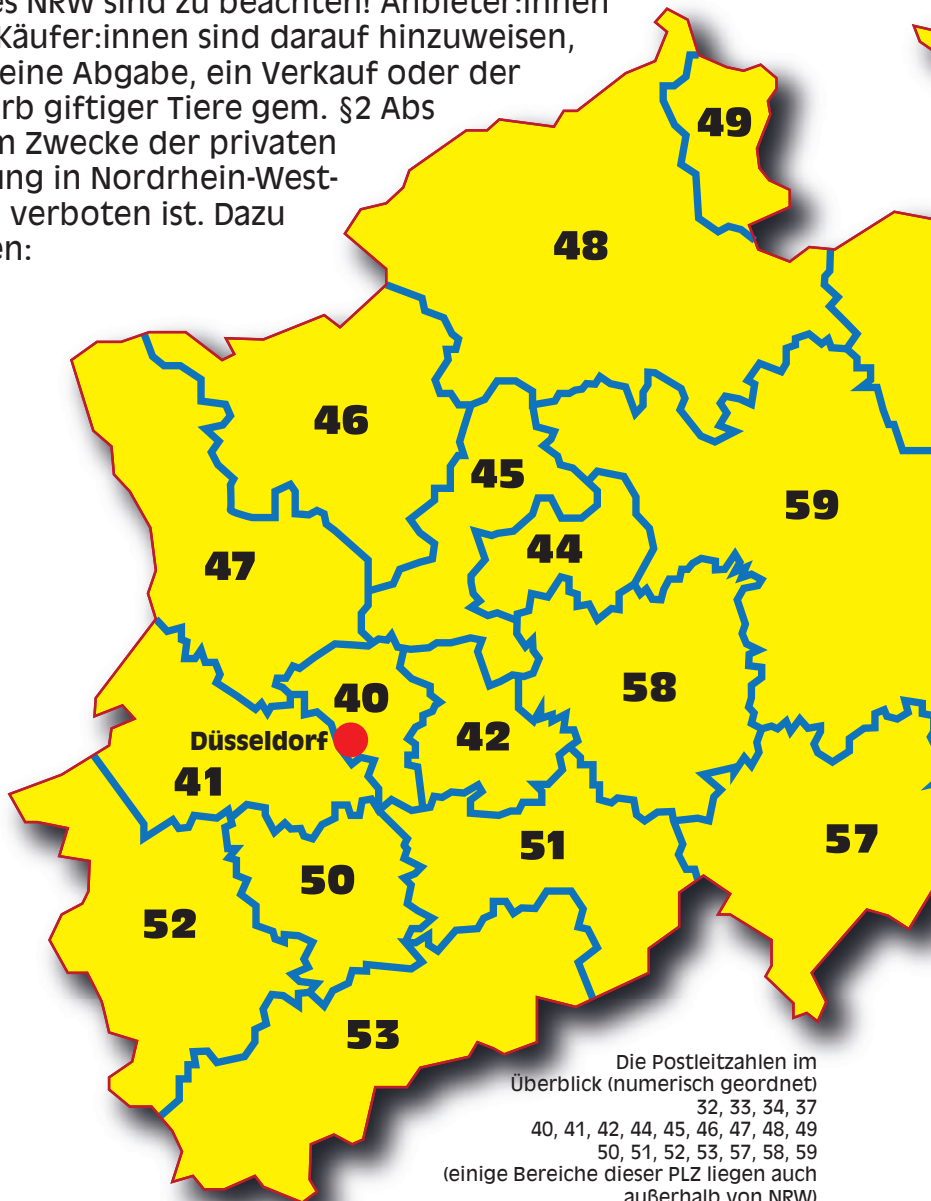 es NRW sind zu beachten! Anbieter:innen
Käufer:innen sind darauf hinzuweisen,
eine Abgabe, ein Verkauf oder der
rb giftiger Tiere gem. §2 Abs
m Zwecke der privaten
ung in Nordrhein-West-
verboten ist. Dazu
en:
49
48
46
45
59
44
47
58
40
42
Düsseldorf
41
57
51
50
52
53
Die Postleitzahlen im
Überblick (numerisch geordnet)
32, 33, 34, 37
40, 41, 42, 44, 45, 46, 47, 48, 49
50, 51, 52, 53, 57, 58, 59
(einige Bereiche dieser PLZ liegen auch
außerhalb von NRW)